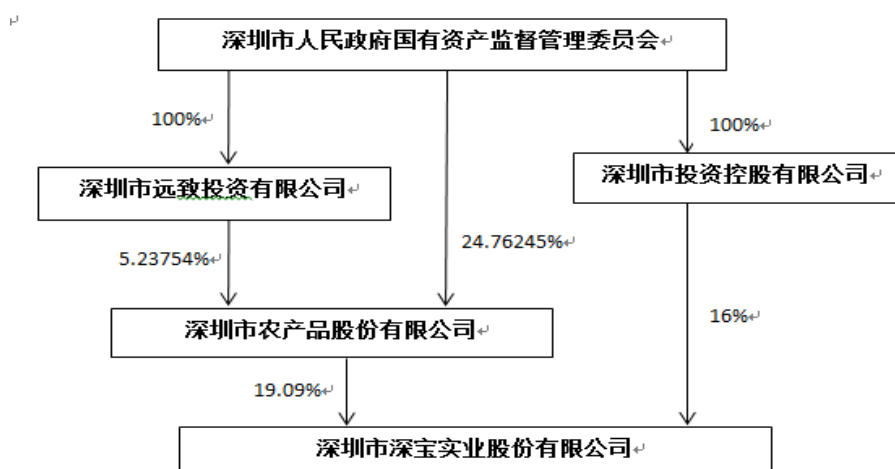 深圳市人民政府国有资产监督管理委员会
100%
100%
深圳市远致投资有限公司
深圳市投资控股有限公司
5.23754%
24.76245%
深圳市农产品股份有限公司
16%
19.09%
深圳市深宝实业股份有限公司